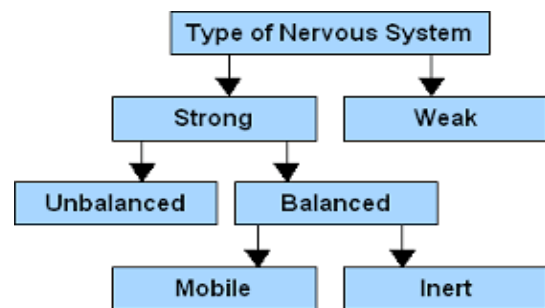 Type of Nervous System
Strong
Weak
Unbalanced
Balanced
Mobile
Inert